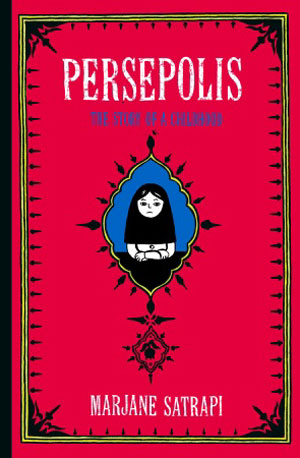 PERSEPOLIS
THE STORY OF A CHILDHOOD
MARJANE SATRAPI